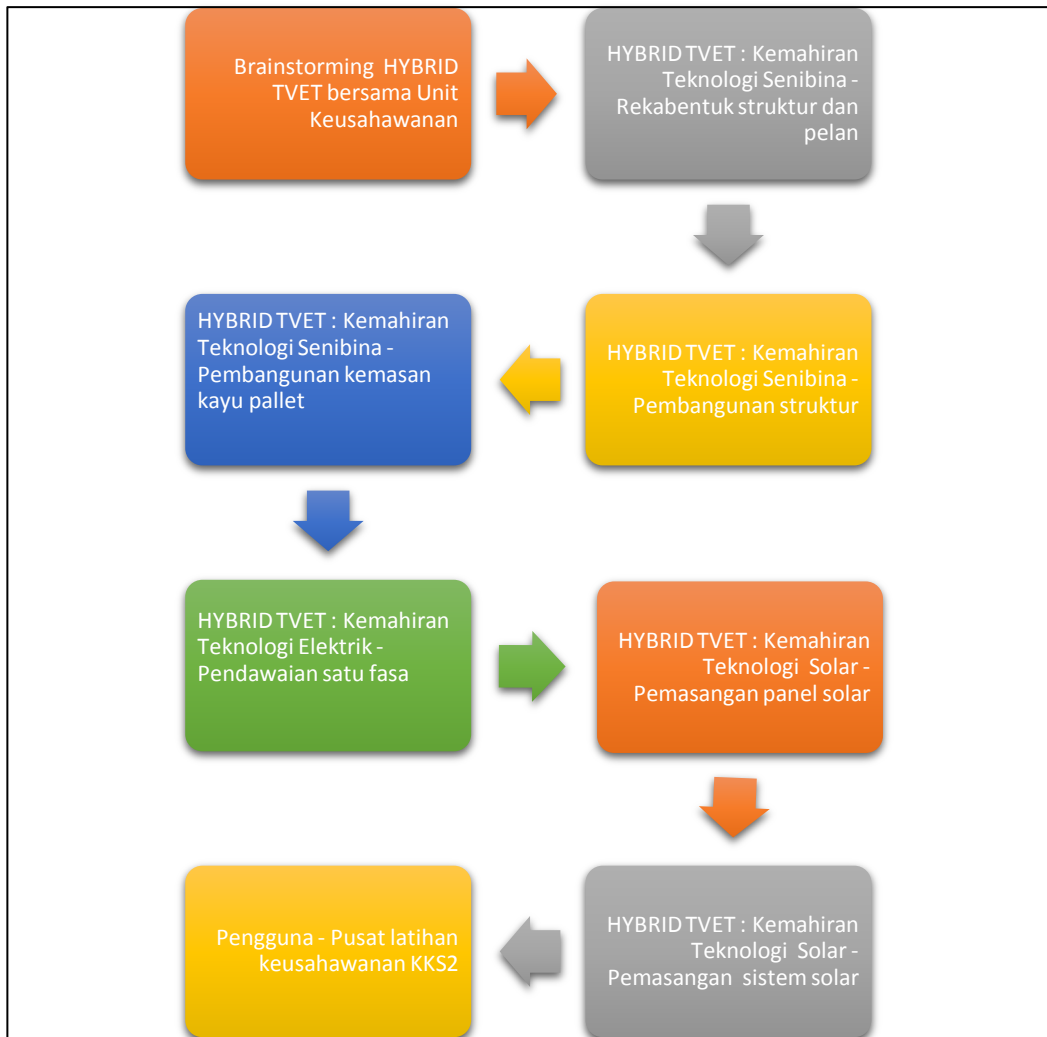 Brainstorming HYBRID
TVET bersama Unit
Keusahawanan
HYBRID TVET : Kemahiran
Teknologi Senibina -
Rekabentuk struktur dan
pelan
HYBRID TVET : Kemahiran
Teknologi Senibina -
Pembangunan struktur
HYBRID TVET : Kemahiran
Teknologi Senibina -
Pembangunan kemasan
kayu pallet
HYBRID TVET : Kemahiran
Teknologi Elektrik -
Pendawaian satu fasa
HYBRID TVET : Kemahiran
Teknologi Solar -
Pemasangan panel solar
HYBRID TVET : Kemahiran
Teknologi Solar -
Pemasangan sistem solar
Pengguna - Pusat latihan
keusahawanan KKS2